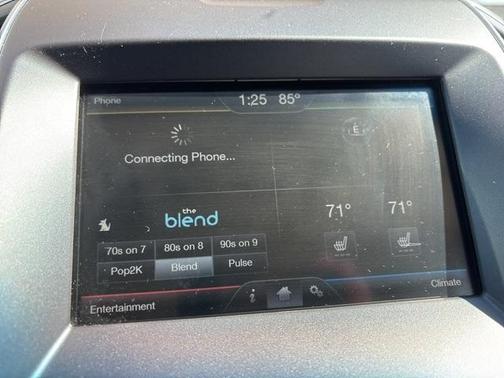 Phone
1:25 85°
E
Connecting Phone...
the
blend
71° 71°
70s on 7 80s on 8 90s on 9
Pop2K Blend Pulse
Entertainment
i
Climate